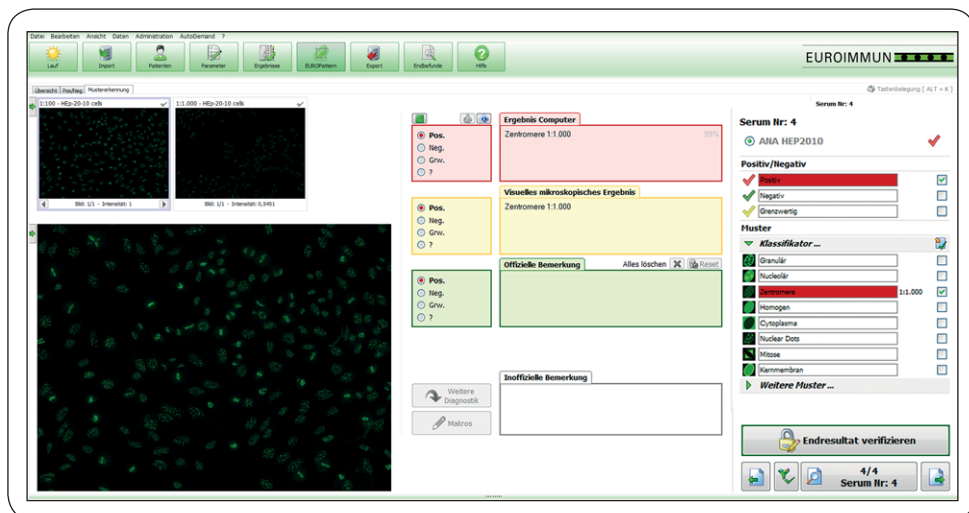 Datei Bearbeiten Ansicht Daten Administration AutoDemand ?
Lauf Import Patienten Parameter Ergebnisse EUROPattern Export Endbefunde Hilfe
EUROIMMUN
Übersicht Pos/Neg Mustererkennung
Tastenbelegung [ ALT + K ]
1:100 - HEp-20-10 cells
1:1.000 - HEp-20-10 cells
Bild: 1/1 - Intensität: 1
Bild: 1/1 - Intensität: 0,5451
Ergebnis Computer
Pos.
Neg.
Grw.
?
Zentromere 1:1.000 99%
Visuelles mikroskopisches Ergebnis
Pos.
Neg.
Grw.
?
Zentromere 1:1.000
Offizielle Bemerkung Alles löschen Reset
Pos.
Neg.
Grw.
?
Inoffizielle Bemerkung
Weitere
Diagnostik
Makros
Serum Nr: 4
Serum Nr: 4
ANA HEP2010
Positiv/Negativ
Positiv
Negativ
Grenzwertig
Muster
Klassifikator ...
Granulär
Nucleolär
Zentromere 1:1.000
Homogen
Cytoplasma
Nuclear Dots
Mitose
Kernmembran
Weitere Muster ...
Endresultat verifizieren
4/4
Serum Nr: 4